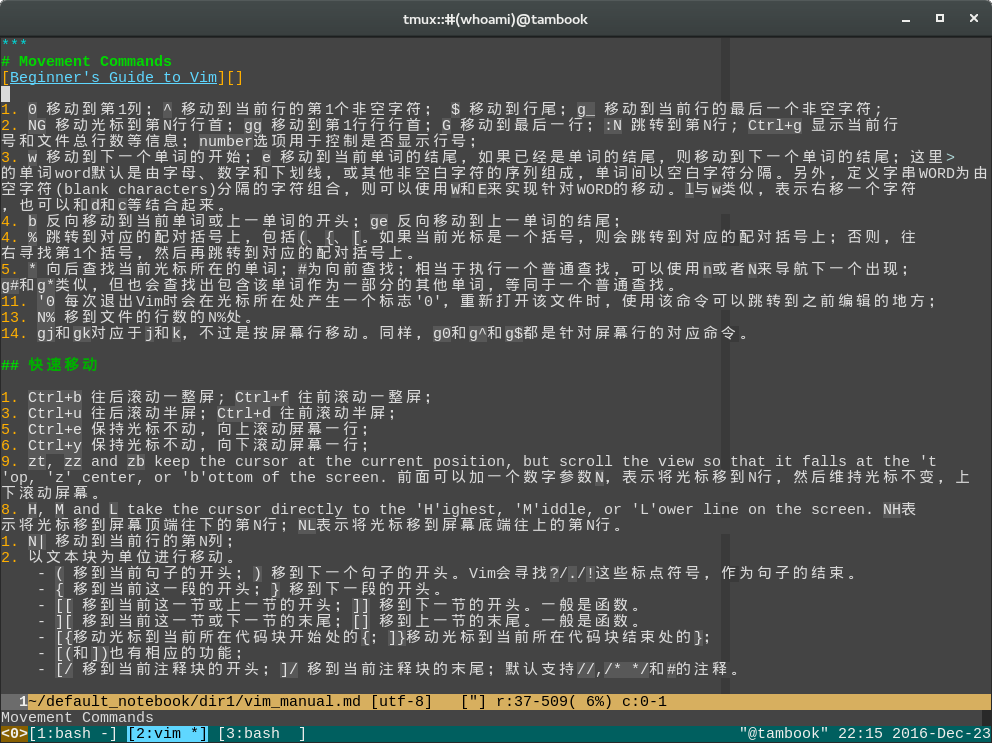 tmux::#(whoami)@tambook
***
# Movement Commands
[Beginner's Guide to Vim][]
1. 0 移动到第1列; ^ 移动到当前行的第1个非空字符;  $ 移动到行尾; g_ 移动到当前行的最后一个非空字符;
2. NG 移动光标到第N行行首; gg 移动到第1行行行首; G 移动到最后一行; :N 跳转到第N行; Ctrl+g 显示当前行
号和文件总行数等信息; number选项用于控制是否显示行号;
3. w 移动到下一个单词的开始; e 移动到当前单词的结尾, 如果已经是单词的结尾, 则移动到下一个单词的结尾; 这里>
的单词word默认是由字母、数字和下划线, 或其他非空白字符的序列组成, 单词间以空白字符分隔。另外, 定义字串WORD为由
空字符(blank characters)分隔的字符组合, 则可以使用W和E来实现针对WORD的移动。l与w类似, 表示右移一个字符
, 也可以和d和c等结合起来。
4. b 反向移动到当前单词或上一单词的开头; ge 反向移动到上一单词的结尾;
4. % 跳转到对应的配对括号上, 包括(、{、[。如果当前光标是一个括号, 则会跳转到对应的配对括号上; 否则, 往
右寻找第1个括号, 然后再跳转到对应的配对括号上。
5. * 向后查找当前光标所在的单词; #为向前查找; 相当于执行一个普通查找, 可以使用n或者N来导航下一个出现;
g#和g*类似, 但也会查找出包含该单词作为一部分的其他单词, 等同于一个普通查找。
11. '0 每次退出Vim时会在光标所在处产生一个标志'0', 重新打开该文件时, 使用该命令可以跳转到之前编辑的地方;
13. N% 移到文件的行数的N%处。
14. gj和gk对应于j和k, 不过是按屏幕行移动。同样, g0和g^和g$都是针对屏幕行的对应命令。
## 快速移动
1. Ctrl+b 往后滚动一整屏; Ctrl+f 往前滚动一整屏;
3. Ctrl+u 往后滚动半屏; Ctrl+d 往前滚动半屏;
5. Ctrl+e 保持光标不动, 向上滚动屏幕一行;
6. Ctrl+y 保持光标不动, 向下滚动屏幕一行;
9. zt, zz and zb keep the cursor at the current position, but scroll the view so that it falls at the 't
'op, 'z' center, or 'b'ottom of the screen. 前面可以加一个数字参数N, 表示将光标移到N行, 然后维持光标不变, 上
下滚动屏幕。
8. H, M and L take the cursor directly to the 'H'ighest, 'M'iddle, or 'L'ower line on the screen. NH表
示将光标移到屏幕顶端往下的第N行; NL表示将光标移到屏幕底端往上的第N行。
1. N| 移动到当前行的第N列;
2. 以文本块为单位进行移动。
- ( 移到当前句子的开头; ) 移到下一个句子的开头。Vim会寻找?/./!这些标点符号, 作为句子的结束。
- { 移到当前这一段的开头; } 移到下一段的开头。
- [[ 移到当前这一节或上一节的开头; ]] 移到下一节的开头。一般是函数。
- ][ 移到当前这一节或下一节的末尾; [] 移到上一节的末尾。一般是函数。
- [{移动光标到当前所在代码块开始处的{; ]}移动光标到当前所在代码块结束处的};
- [(和])也有相应的功能;
- [/ 移到当前注释块的开头; ]/ 移到当前注释块的末尾; 默认支持//,/* */和#的注释。
1~/default_notebook/dir1/vim_manual.md [utf-8]   ["] r:37-509( 6%) c:0-1
Movement Commands
<0>[1:bash -] [2:vim *] [3:bash  ] "@tambook" 22:15 2016-Dec-23